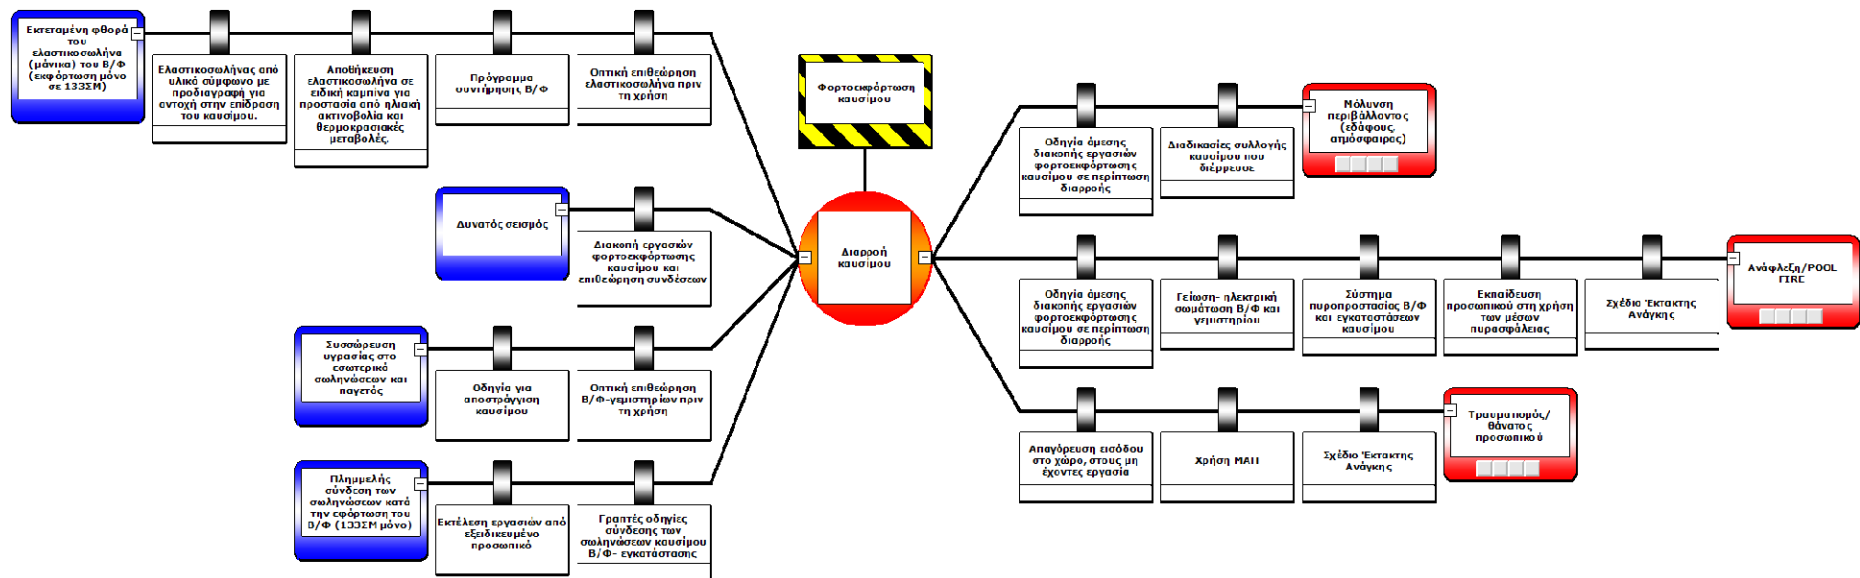 Εκτεταμένη φθορά
του
ελαστικοσωλήνα
(μάνικα) του Β/Φ
(εκφόρτωση μόνο
σε 133ΣΜ)
Ελαστικοσωλήνας από
υλικό σύμφωνο με
προδιαγραφή για
αντοχή στην επίδραση
του καυσίμου.
Αποθήκευση
ελαστικοσωλήνα σε
ειδική καμπίνα για
προστασία από ηλιακή
ακτινοβολία και
θερμοκρασιακές
μεταβολές.
Πρόγραμμα
συντήρησης Β/Φ
Οπτική επιθεώρηση
ελαστικοσωλήνα πριν
τη χρήση
Δυνατός σεισμός
Διακοπή εργασιών
φορτοεκφόρτωσης
καυσίμου και
επιθεώρηση συνδέσεων
Συσσώρευση
υγρασίας στο
εσωτερικό
σωληνώσεων και
παγετός
Οδηγία για
αποστράγγιση
καυσίμου
Οπτική επιθεώρηση
Β/Φ-γεμιστηρίων πριν
τη χρήση
Πλημμελής
σύνδεση των
σωληνώσεων κατά
την εφόρτωση του
Β/Φ (133ΣΜ μόνο)
Εκτέλεση εργασιών από
εξειδικευμένο
προσωπικό
Γραπτές οδηγίες
σύνδεσης των
σωληνώσεων καυσίμου
Β/Φ- εγκατάστασης
Φορτοεκφόρτωση
καυσίμου
Διαρροή
καυσίμου
Οδηγία άμεσης
διακοπής εργασιών
φορτοεκφόρτωσης
καυσίμου σε περίπτωση
διαρροής
Διαδικασίες συλλογής
καυσίμου που
διέρρευσε
Μόλυνση
περιβάλλοντος
(εδάφους,
ατμόσφαιρας)
Οδηγία άμεσης
διακοπής εργασιών
φορτοεκφόρτωσης
καυσίμου σε περίπτωση
διαρροής
Γείωση- ηλεκτρική
σωμάτωση Β/Φ και
γεμιστηρίου
Σύστημα
πυροπροστασίας Β/Φ
και εγκαταστάσεων
καυσίμου
Εκπαίδευση
προσωπικού στη χρήση
των μέσων
πυρασφάλειας
Σχέδιο Έκτακτης
Ανάγκης
Ανάφλεξη/POOL
FIRE
Απαγόρευση εισόδου
στο χώρο, στους μη
έχοντες εργασία
Χρήση ΜΑΠ
Σχέδιο Έκτακτης
Ανάγκης
Τραυματισμός/
θάνατος
προσωπικού